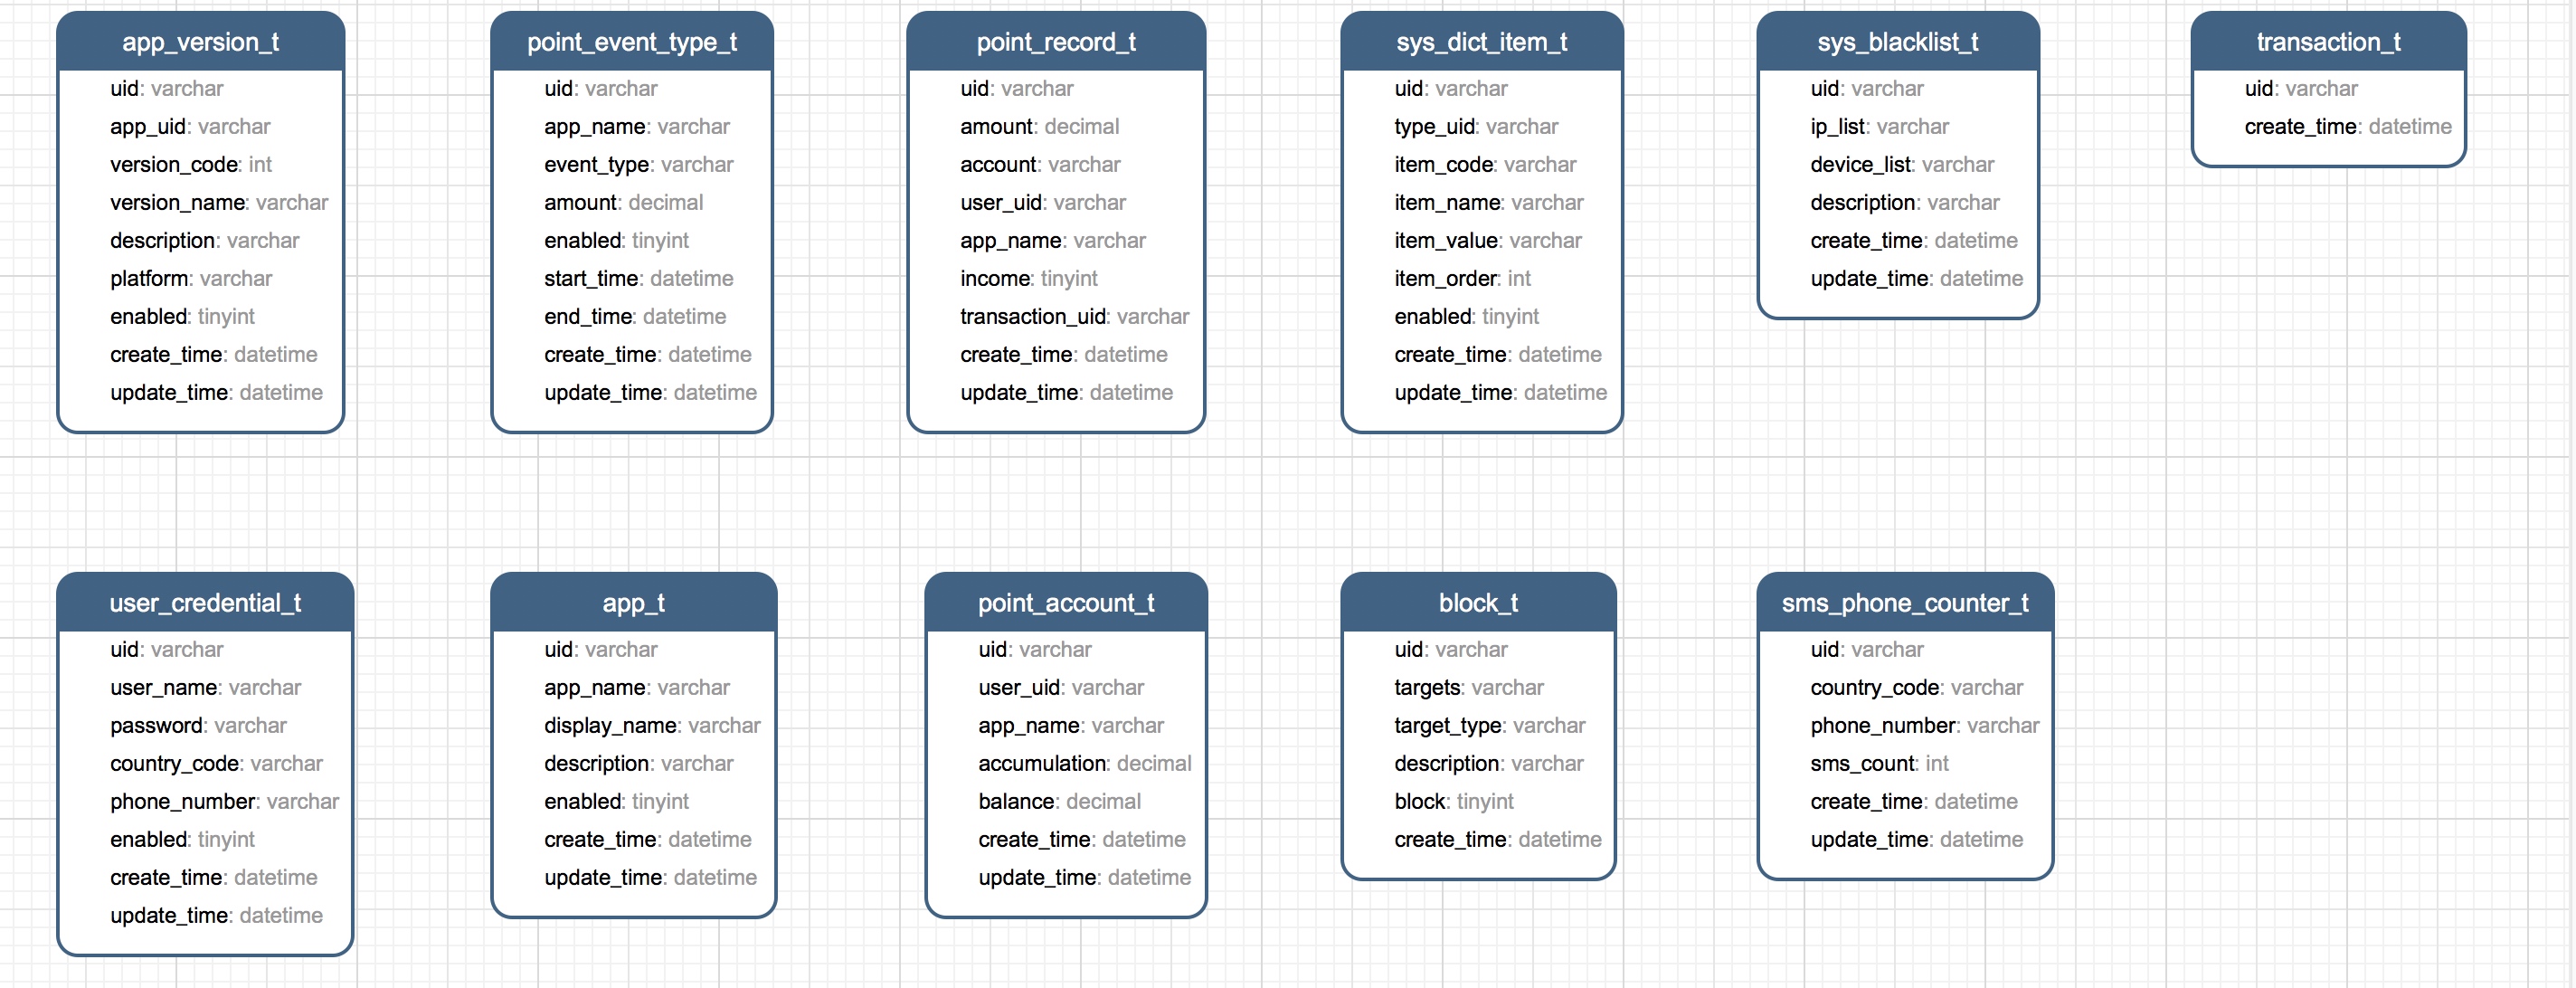 app_version_t
uid: varchar
app_uid: varchar
version_code: int
version_name: varchar
description: varchar
platform: varchar
enabled: tinyint
create_time: datetime
update_time: datetime
point_event_type_t
uid: varchar
app_name: varchar
event_type: varchar
amount: decimal
enabled: tinyint
start_time: datetime
end_time: datetime
create_time: datetime
update_time: datetime
point_record_t
uid: varchar
amount: decimal
account: varchar
user_uid: varchar
app_name: varchar
income: tinyint
transaction_uid: varchar
create_time: datetime
update_time: datetime
sys_dict_item_t
uid: varchar
type_uid: varchar
item_code: varchar
item_name: varchar
item_value: varchar
item_order: int
enabled: tinyint
create_time: datetime
update_time: datetime
sys_blacklist_t
uid: varchar
ip_list: varchar
device_list: varchar
description: varchar
create_time: datetime
update_time: datetime
transaction_t
uid: varchar
create_time: datetime
user_credential_t
uid: varchar
user_name: varchar
password: varchar
country_code: varchar
phone_number: varchar
enabled: tinyint
create_time: datetime
update_time: datetime
app_t
uid: varchar
app_name: varchar
display_name: varchar
description: varchar
enabled: tinyint
create_time: datetime
update_time: datetime
point_account_t
uid: varchar
user_uid: varchar
app_name: varchar
accumulation: decimal
balance: decimal
create_time: datetime
update_time: datetime
block_t
uid: varchar
targets: varchar
target_type: varchar
description: varchar
block: tinyint
create_time: datetime
sms_phone_counter_t
uid: varchar
country_code: varchar
phone_number: varchar
sms_count: int
create_time: datetime
update_time: datetime